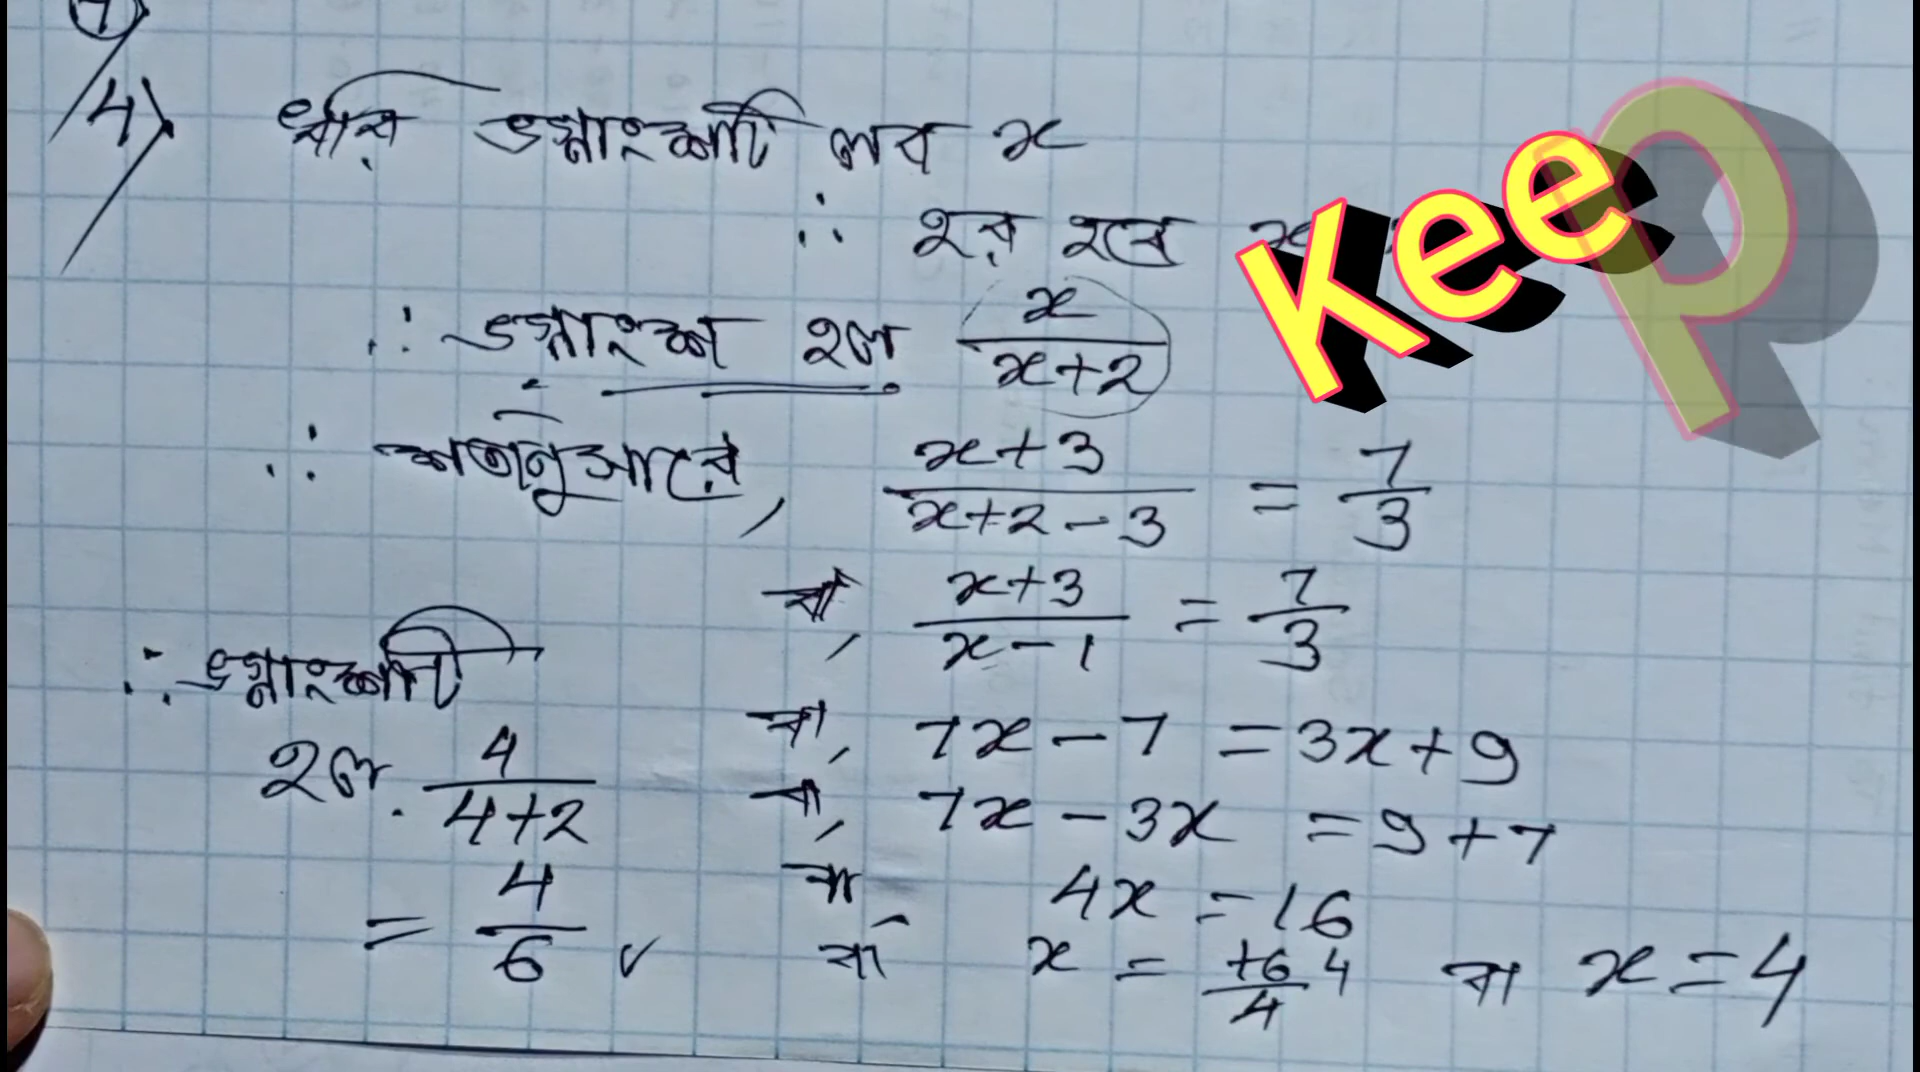 4)
ধরি ভগ্নাংশটি লব x
∴ হর হবে x
Keep
∴ ভগ্নাংশ হল x/(x+2)
∴ শর্তানুসারে, (x+3)/(x+2-3) = 7/3
বা, (x+3)/(x-1) = 7/3
বা, 7x - 7 = 3x + 9
বা, 7x - 3x = 9 + 7
বা, 4x = 16
বা x = 16/4 4 বা x = 4
∴ ভগ্নাংশটি
হল 4/(4+2)
= 4/6 ✓